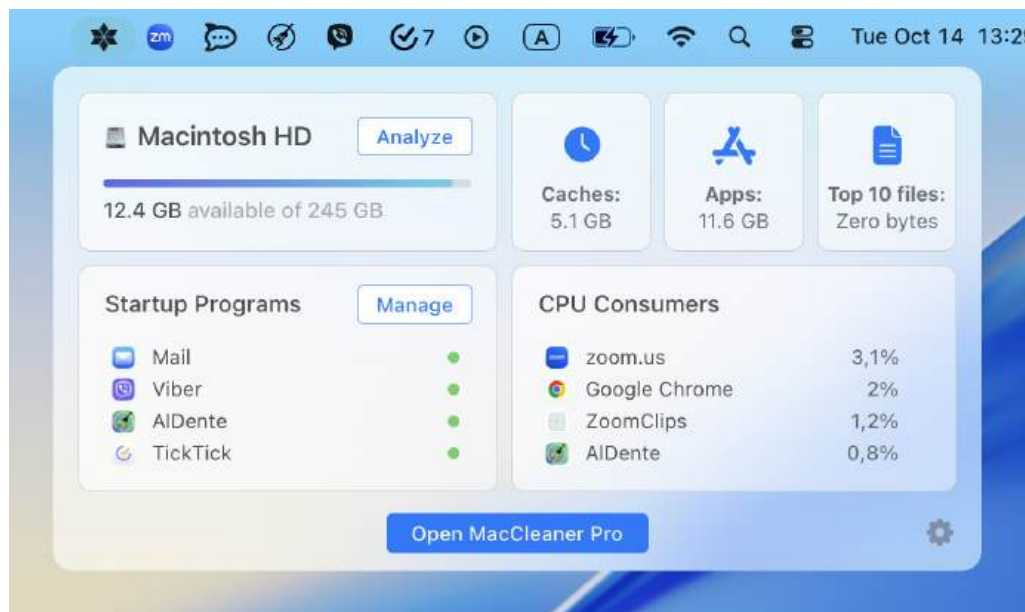 zm
7
A
Tue Oct 14 13:29
Macintosh HD
Analyze
12.4 GB available of 245 GB
Caches:
5.1 GB
Apps:
11.6 GB
Top 10 files:
Zero bytes
Startup Programs
Manage
Mail
Viber
AlDente
TickTick
CPU Consumers
zoom.us 3,1%
Google Chrome 2%
ZoomClips 1,2%
AlDente 0,8%
Open MacCleaner Pro